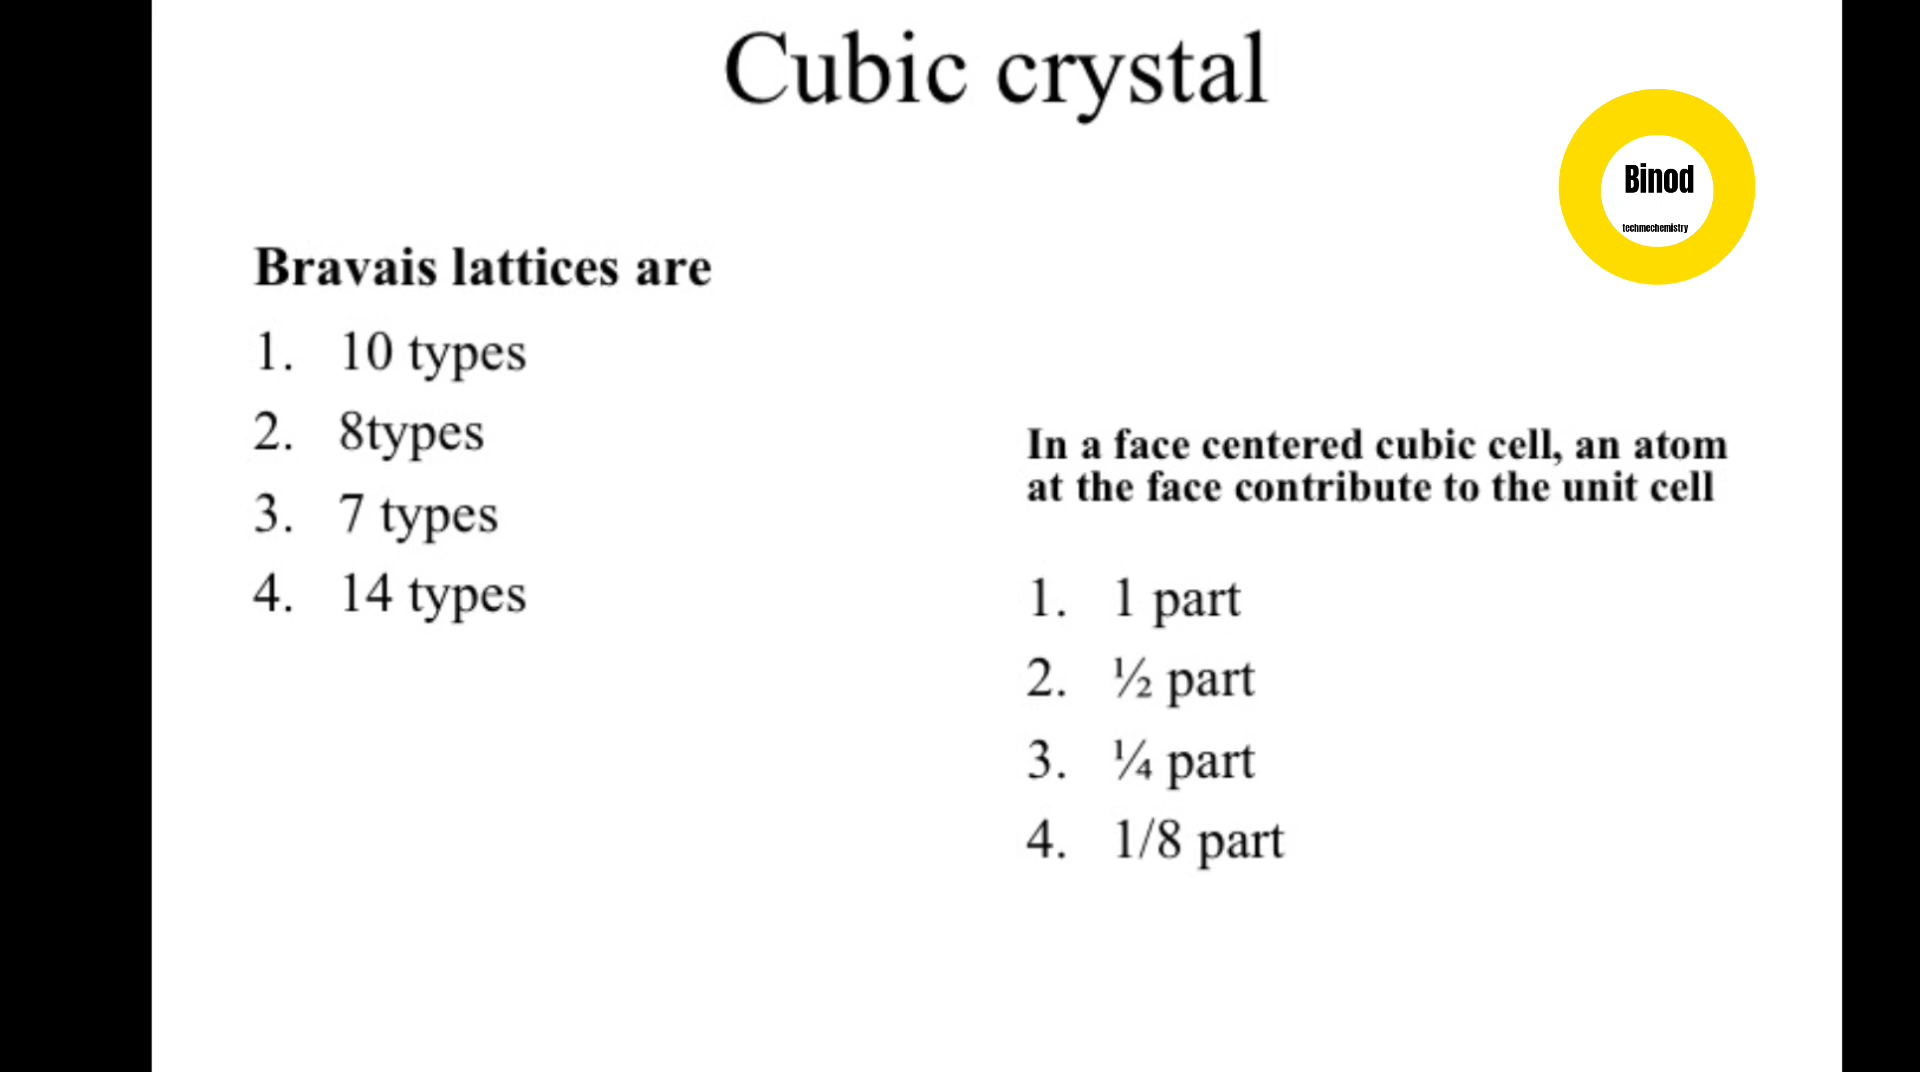 Cubic crystal
Binod
techmechemistry
Bravais lattices are
1. 10 types
2. 8types
3. 7 types
4. 14 types
In a face centered cubic cell, an atom
at the face contribute to the unit cell
1. 1 part
2. ½ part
3. ¼ part
4. 1/8 part